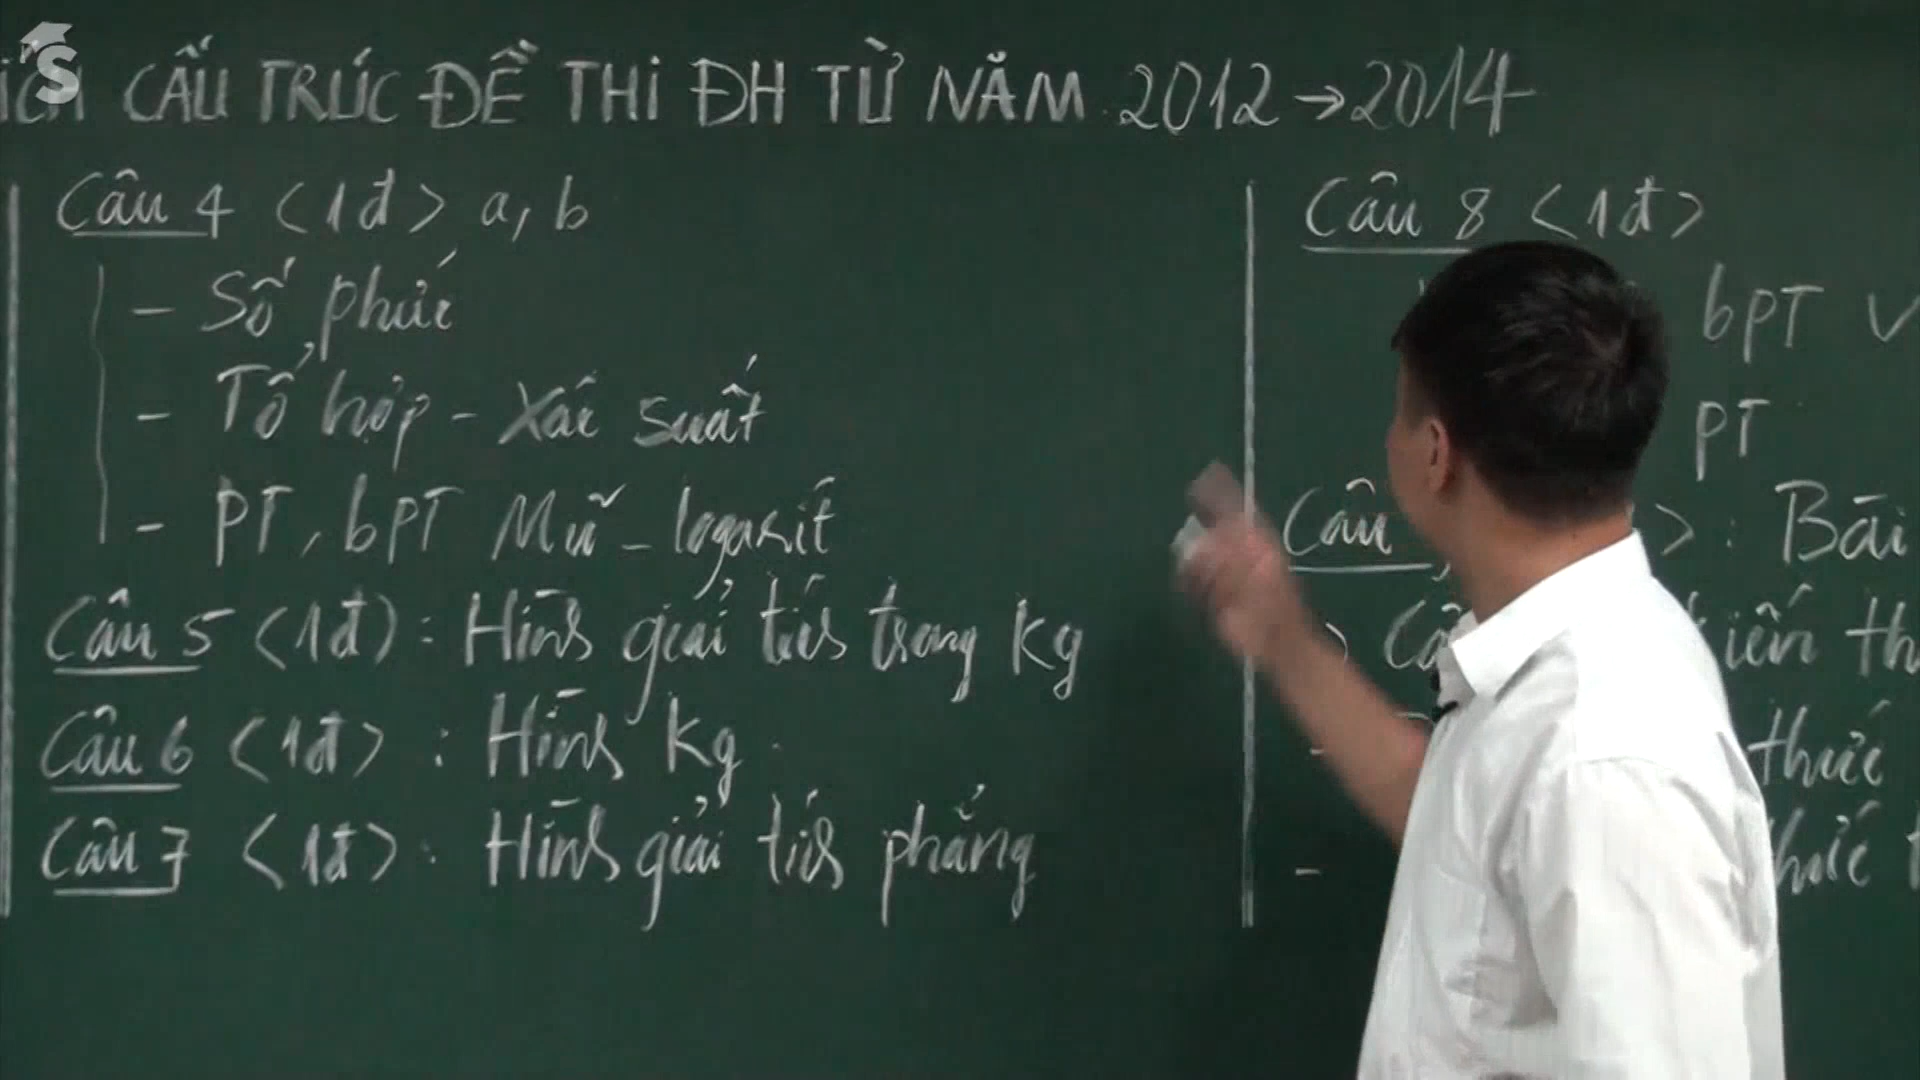 CẤU TRÚC ĐỀ THI ĐH TỪ NĂM 2012 → 2014
Câu 4 <1đ> a, b
- Số phức
- Tổ hợp - Xác suất
- PT, bPT Mũ - logarit
Câu 5 <1đ>: Hình giải tích trong Kg
Câu 6 <1đ>: Hình Kg.
Câu 7 <1đ>: Hình giải tích phẳng
Câu 8 <1đ>
bPT
PT
Câu >: Bài
thức